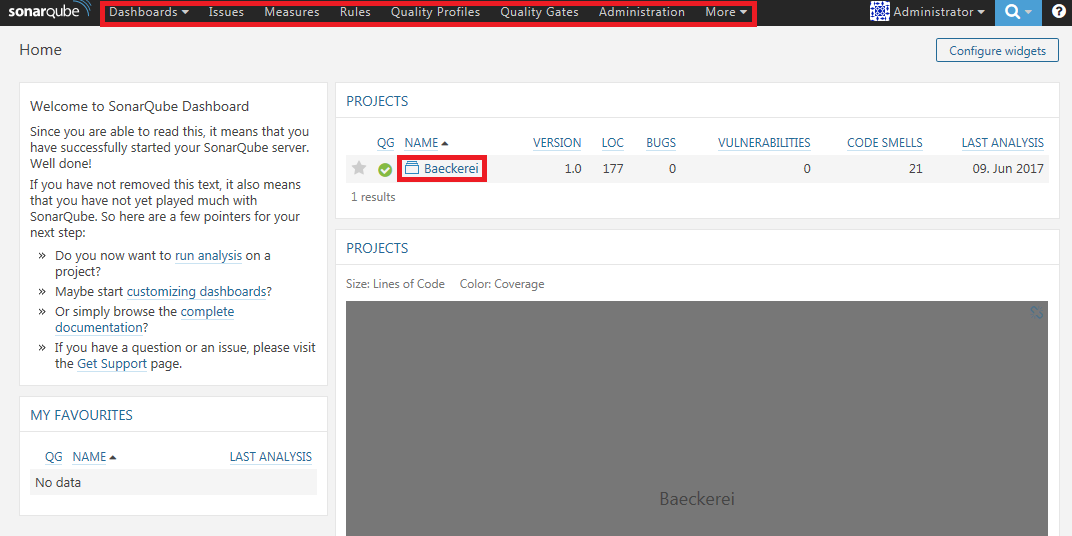 sonarqube Dashboards Issues Measures Rules Quality Profiles Quality Gates Administration More Administrator ?
Home
Configure widgets
Welcome to SonarQube Dashboard
Since you are able to read this, it means that you
have successfully started your SonarQube server.
Well done!
If you have not removed this text, it also means
that you have not yet played much with
SonarQube. So here are a few pointers for your
next step:
» Do you now want to run analysis on a
project?
» Maybe start customizing dashboards?
» Or simply browse the complete
documentation?
» If you have a question or an issue, please visit
the Get Support page.
MY FAVOURITES
QG NAME LAST ANALYSIS
No data
PROJECTS
QG NAME VERSION LOC BUGS VULNERABILITIES CODE SMELLS LAST ANALYSIS
Baeckerei 1.0 177 0 0 21 09. Jun 2017
1 results
PROJECTS
Size: Lines of Code Color: Coverage
Baeckerei